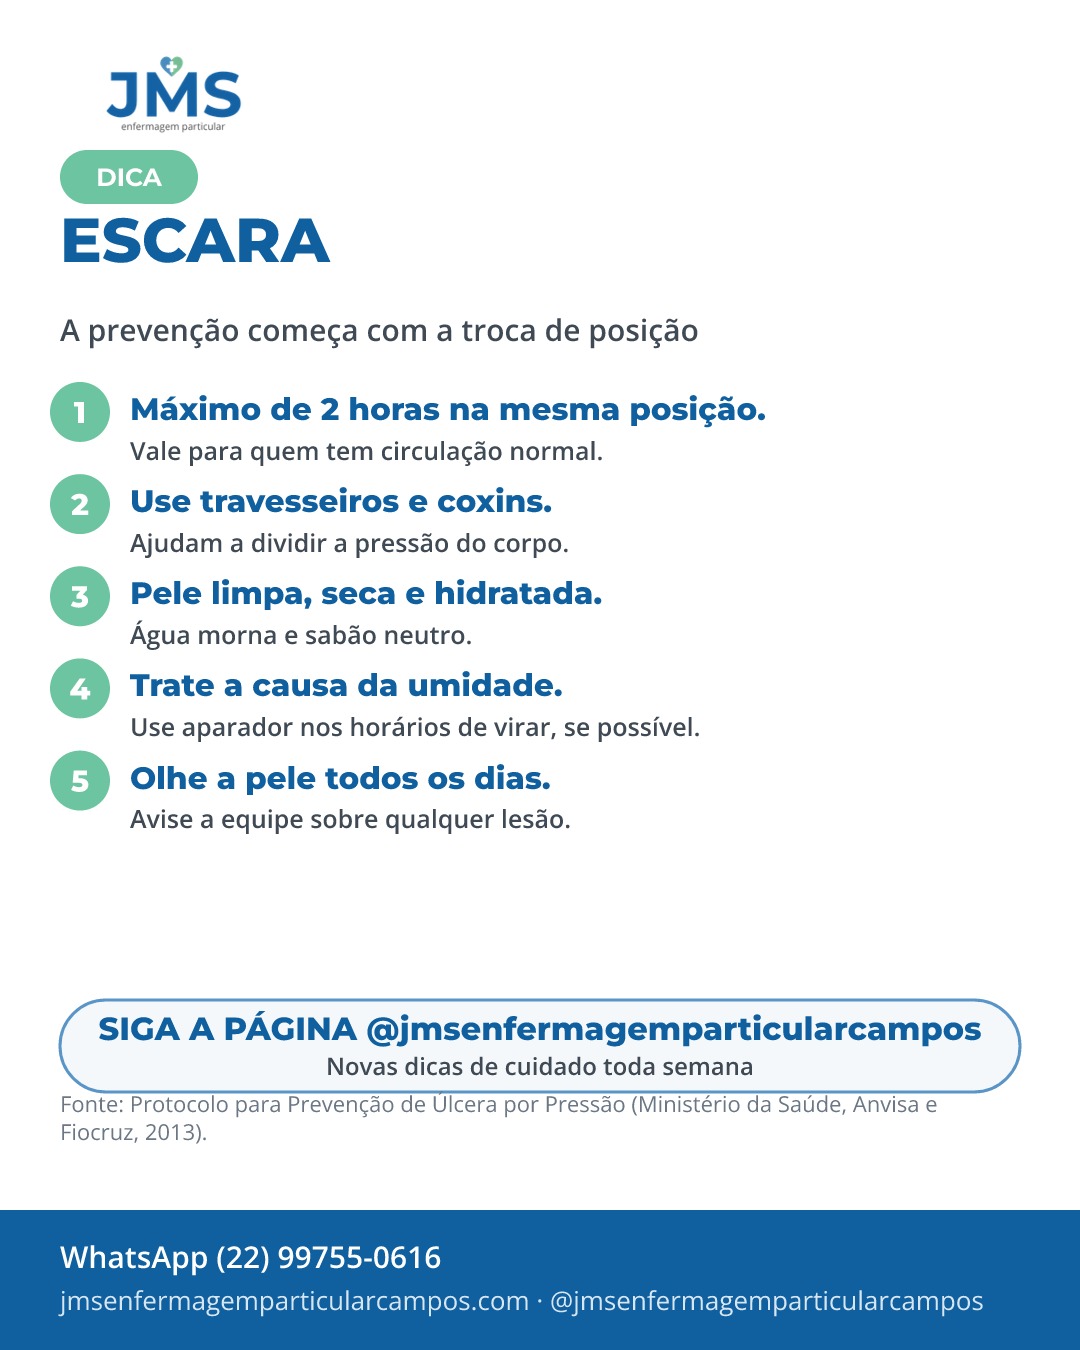 JMS
enfermagem particular
DICA
ESCARA
A prevenção começa com a troca de posição
1
Máximo de 2 horas na mesma posição.
Vale para quem tem circulação normal.
2
Use travesseiros e coxins.
Ajudam a dividir a pressão do corpo.
3
Pele limpa, seca e hidratada.
Água morna e sabão neutro.
4
Trate a causa da umidade.
Use aparador nos horários de virar, se possível.
5
Olhe a pele todos os dias.
Avise a equipe sobre qualquer lesão.
SIGA A PÁGINA @jmsenfermagemparticularcampos
Novas dicas de cuidado toda semana
Fonte: Protocolo para Prevenção de Úlcera por Pressão (Ministério da Saúde, Anvisa e
Fiocruz, 2013).
WhatsApp (22) 99755-0616
jmsenfermagemparticularcampos.com · @jmsenfermagemparticularcampos